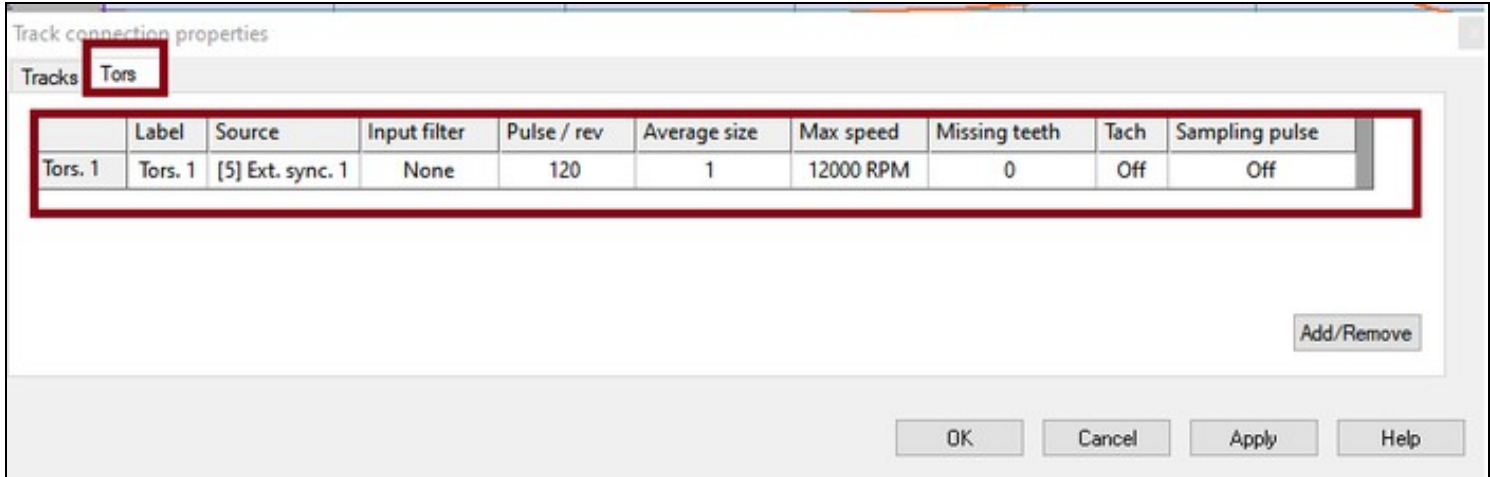 Track connection properties
Tracks Tors
Label Source Input filter Pulse / rev Average size Max speed Missing teeth Tach Sampling pulse
Tors. 1 Tors. 1 [5] Ext. sync. 1 None 120 1 12000 RPM 0 Off Off
Add/Remove
OK Cancel Apply Help